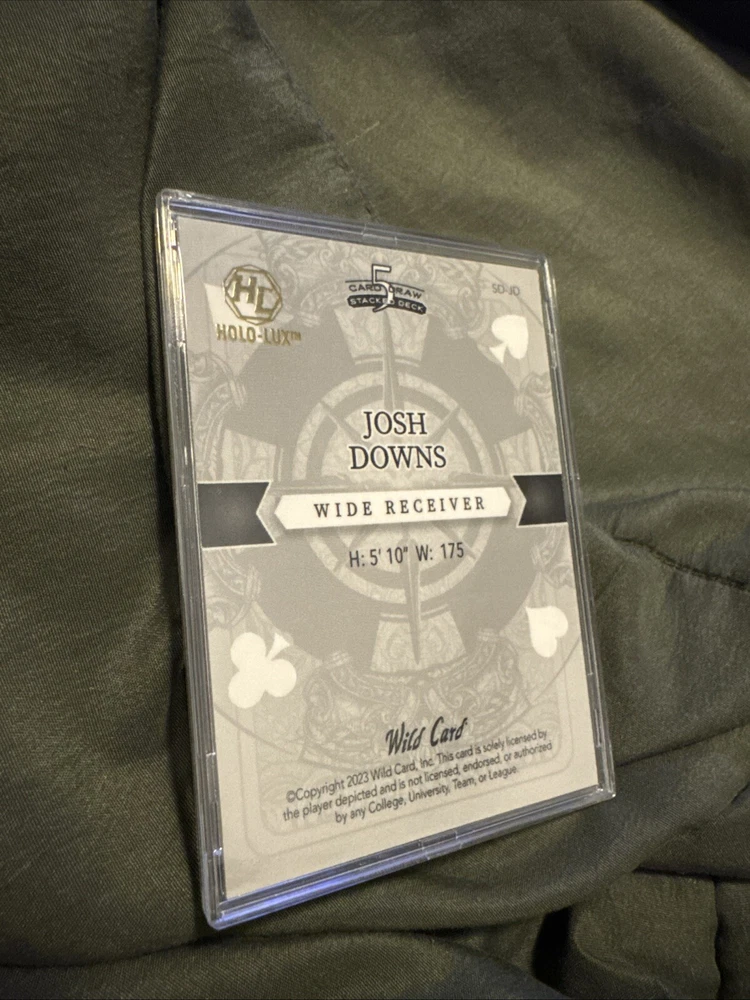 HL
HOLO-LUX™
5
CARD DRAW
STACKED DECK
SD-JD
JOSH
DOWNS
WIDE RECEIVER
H: 5' 10" W: 175
Wild Card
©Copyright 2023 Wild Card, Inc. This card is solely licensed by
the player depicted and is not licensed, endorsed, or authorized
by any College, University, Team, or League.